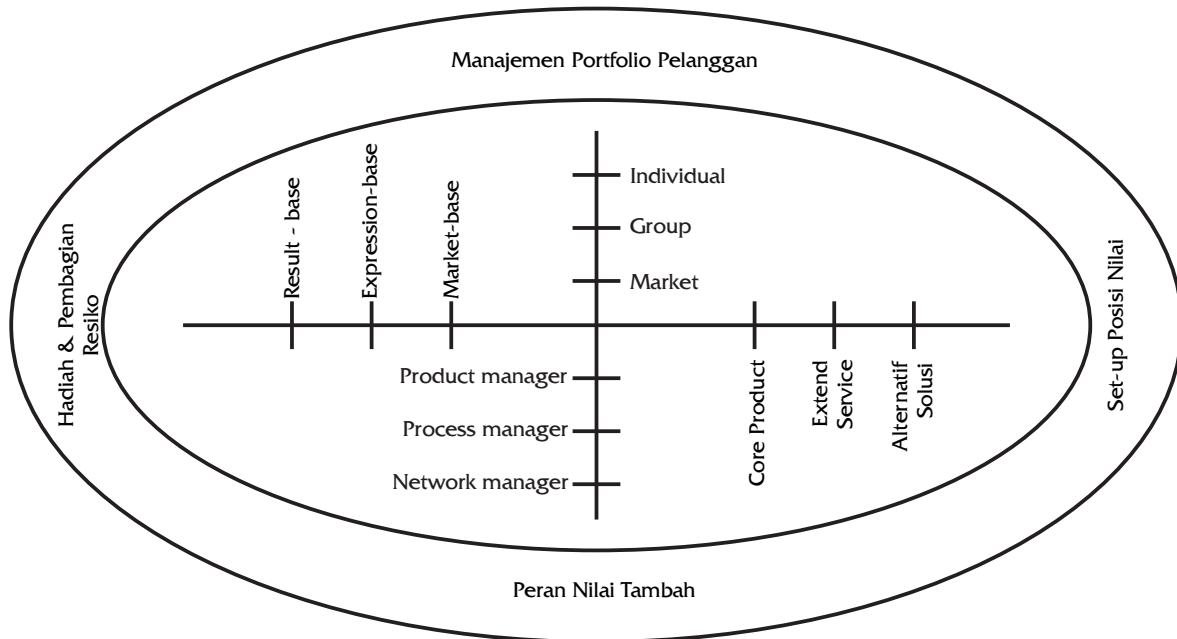 Manajemen Portfolio Pelanggan
Individual
Group
Market
Result - base
Expression-base
Market-base
Hadiah & Pembagian
Resiko
Set-up Posisi Nilai
Product manager
Process manager
Network manager
Core Product
Extend
Service
Alternatif
Solusi
Peran Nilai Tambah